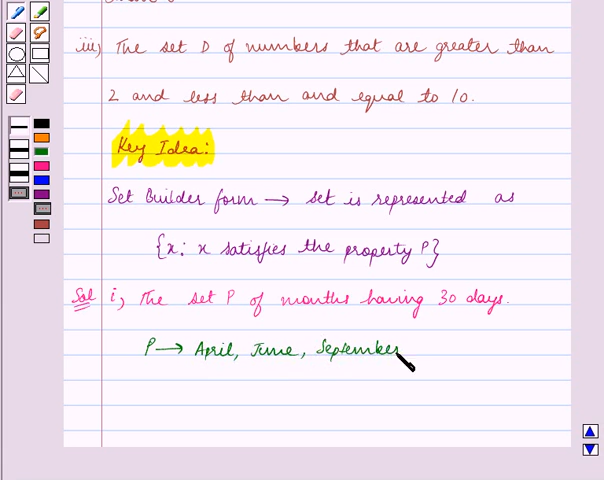 iii, The set D of numbers that are greater than
2 and less than and equal to 10.
Key Idea:
Set Builder form → set is represented as
{x: x satisfies the property P}
Sol i, The set P of months having 30 days.
P → April, June, September